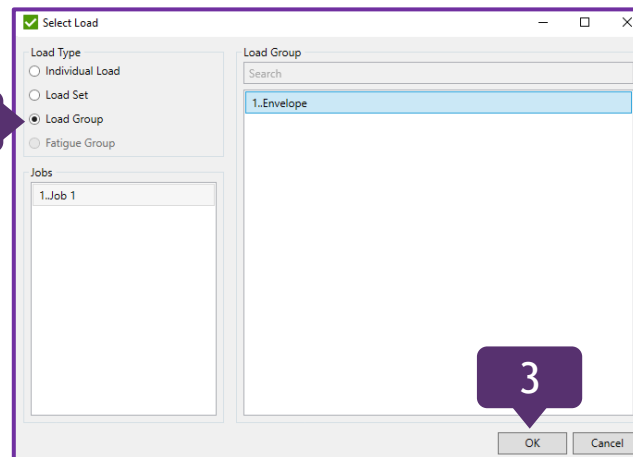 Select Load
Load Type
Individual Load
Load Set
Load Group
Fatigue Group
Jobs
1..Job 1
Load Group
Search
1..Envelope
3
OK
Cancel